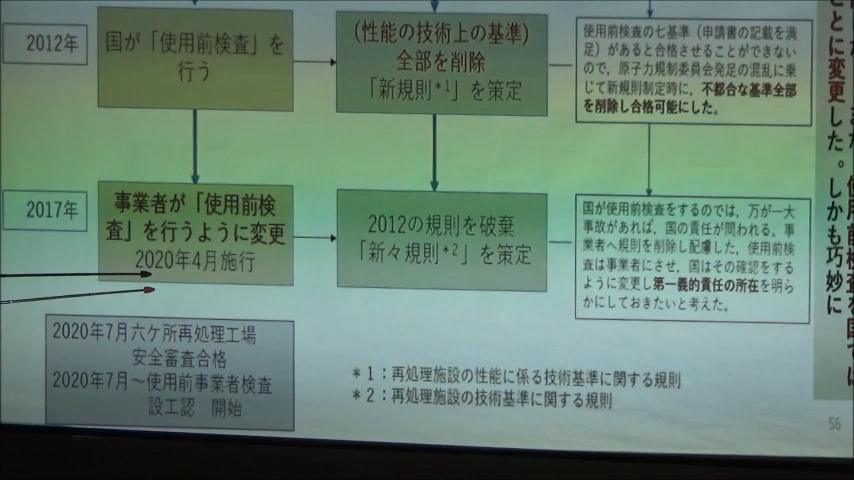 2012年
国が「使用前検査」を
行う
(性能の技術上の基準)
全部を削除
「新規則*1」を策定
使用前検査の七基準（申請書の記載を満
足）があると合格させることができない
ので、原子力規制委員会発足の混乱に乗
じて新規則制定時に，不都合な基準全部
を削除し合格可能にした。
2017年
事業者が「使用前検
査」を行うように変更
2020年4月施行
2012の規則を破棄
「新々規則*2」を策定
国が使用前検査をするのでは，万が一大
事故があれば，国の責任が問われる。事
業者へ規則を削除し配慮した，使用前検
査は事業者にさせ，国はその確認をする
ように変更し第一義的責任の所在を明ら
かにしておきたいと考えた。
2020年7月六ケ所再処理工場
安全審査合格
2020年7月～使用前事業者検査
設工認　開始
＊1：再処理施設の性能に係る技術基準に関する規則
＊2：再処理施設の技術基準に関する規則
とに変更した。しかも巧妙に
56